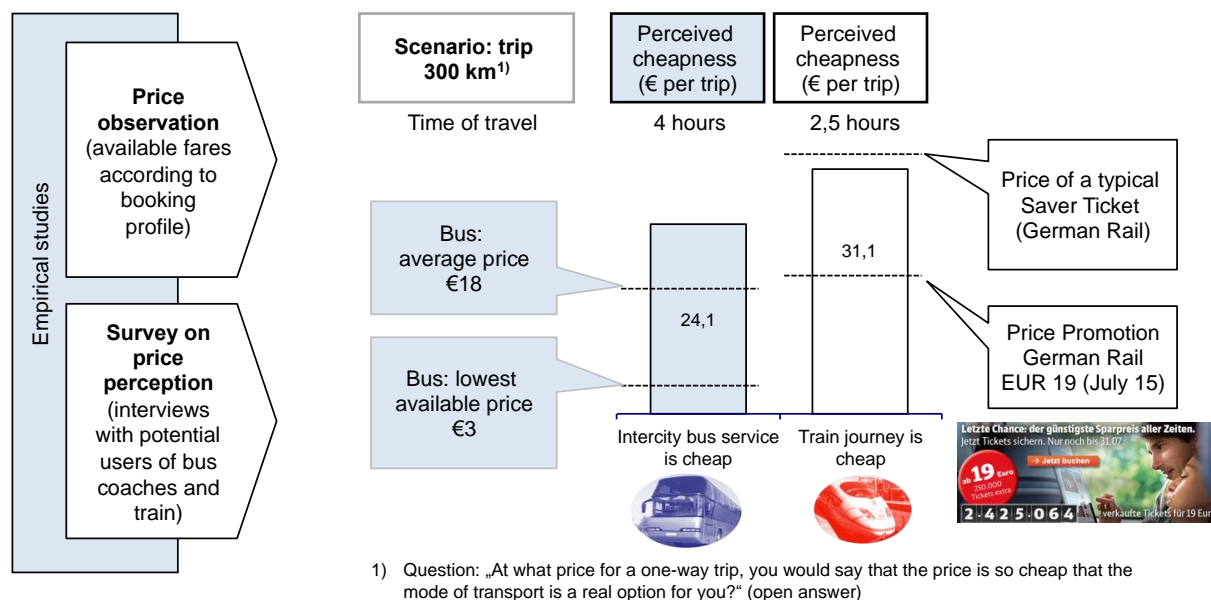 Empirical studies
Price
observation
(available fares
according to
booking
profile)
Survey on
price
perception
(interviews
with potential
users of bus
coaches and
train)
Scenario: trip
300 km1)
Perceived
cheapness
(€ per trip)
Perceived
cheapness
(€ per trip)
Time of travel
4 hours
2,5 hours
Bus:
average price
€18
Bus: lowest
available price
€3
24,1
31,1
Price of a typical
Saver Ticket
(German Rail)
Price Promotion
German Rail
EUR 19 (July 15)
Intercity bus service
is cheap
Train journey is
cheap
Letzte Chance: der günstigste Sparpreis aller Zeiten.
Jetzt Tickets sichern. Nur noch bis 31.07.
→ Jetzt buchen
ab 19 Euro
250.000
Tickets extra
2.425.064 verkaufte Tickets für 19 Eur
1) Question: „At what price for a one-way trip, you would say that the price is so cheap that the
mode of transport is a real option for you?“ (open answer)